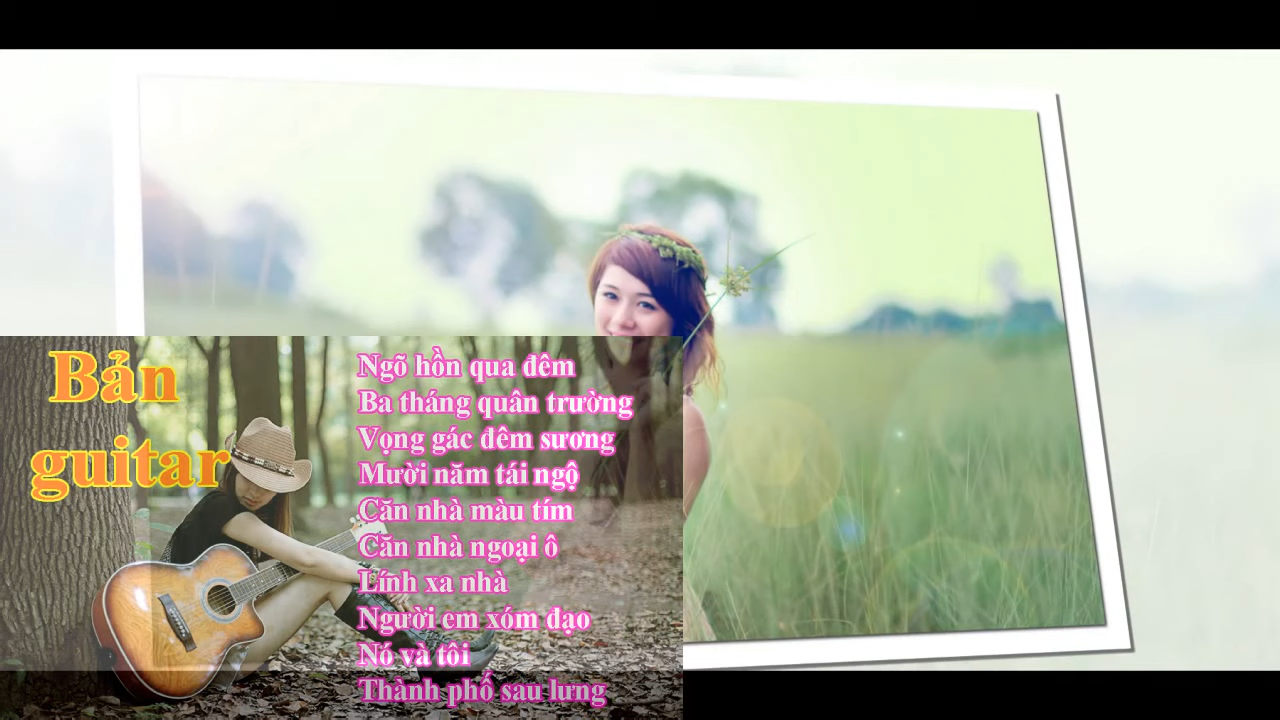 Bản
guitar
Ngõ hồn qua đêm
Ba tháng quân trường
Vọng gác đêm sương
Mười năm tái ngộ
Căn nhà màu tím
Căn nhà ngoại ô
Lính xa nhà
Người em xóm đạo
Nó và tôi
Thành phố sau lưng